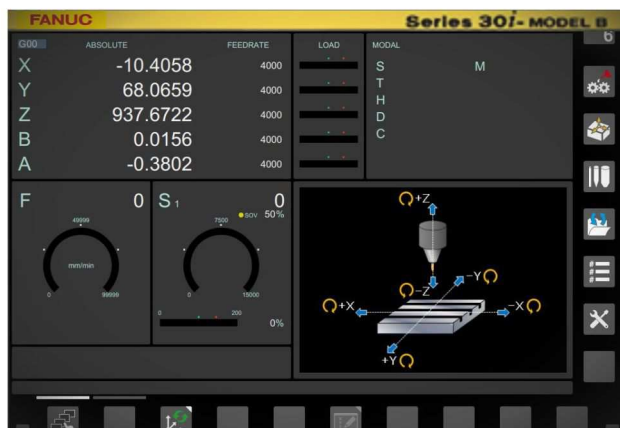 FANUC Series 30i- MODEL B
G00 ABSOLUTE FEEDRATE LOAD MODAL
X -10.4058 4000 S M
Y 68.0659 4000 T
Z 937.6722 4000 H
B 0.0156 4000 D
A -0.3802 4000 C
F 0 S 1 0
SOV 50%
49999 7500
mm/min
0 99999 0 15000
0 200
0%
+Z
-Y
-Z
+X -X
+Y
6